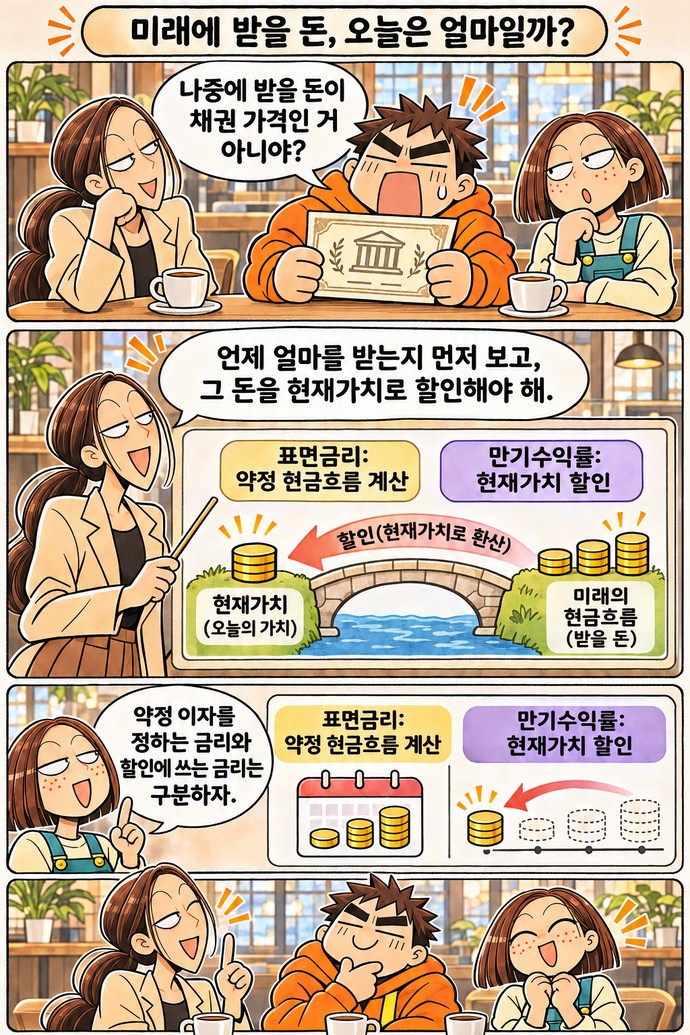 미래에 받을 돈, 오늘은 얼마일까?
나중에 받을 돈이
채권 가격인 거
아니야?
언제 얼마를 받는지 먼저 보고,
그 돈을 현재가치로 할인해야 해.
표면금리:
약정 현금흐름 계산
만기수익률:
현재가치 할인
할인(현재가치로 환산)
현재가치
(오늘의 가치)
미래의
현금흐름
(받을 돈)
약정 이자를
정하는 금리와
할인에 쓰는 금리는
구분하자.
표면금리:
약정 현금흐름 계산
만기수익률:
현재가치 할인